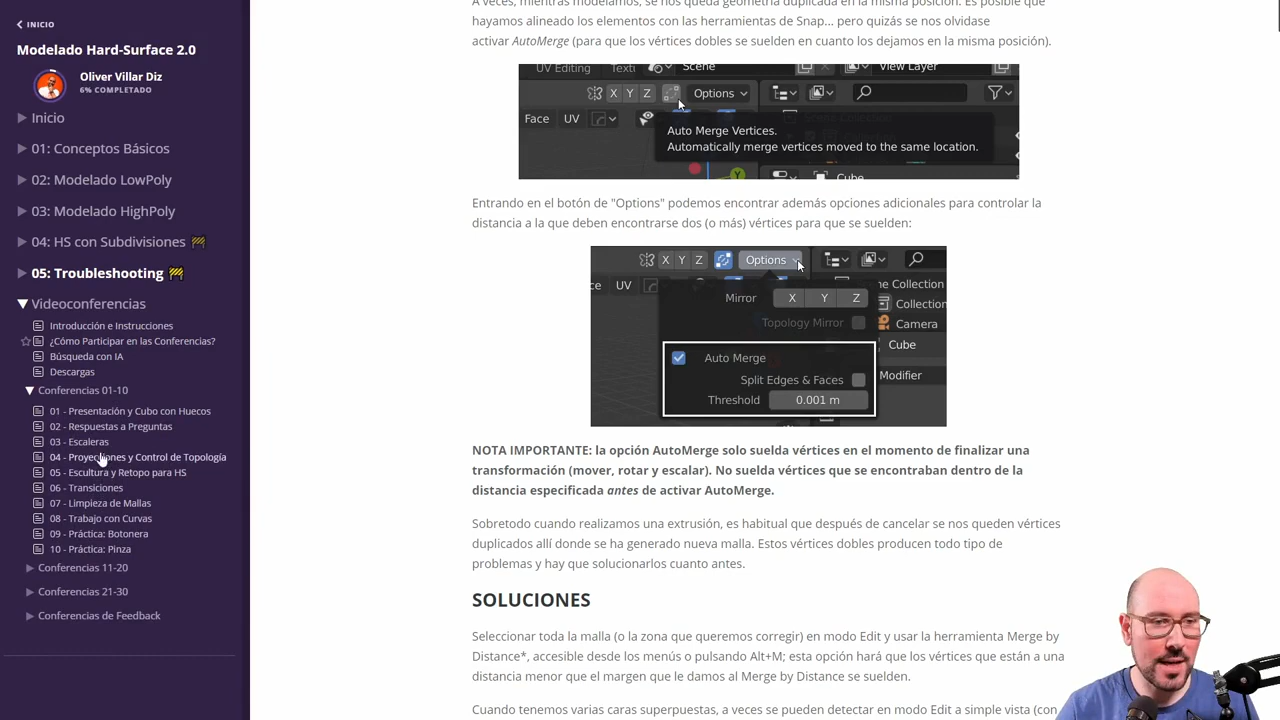 INICIO
Modelado Hard-Surface 2.0
Oliver Villar Diz
6% COMPLETADO
Inicio
01: Conceptos Básicos
02: Modelado LowPoly
03: Modelado HighPoly
04: HS con Subdivisiones
05: Troubleshooting
Videoconferencias
Introducción e Instrucciones
¿Cómo Participar en las Conferencias?
Búsqueda con IA
Descargas
Conferencias 01-10
01 - Presentación y Cubo con Huecos
02 - Respuestas a Preguntas
03 - Escaleras
04 - Proyecciones y Control de Topología
05 - Escultura y Retopo para HS
06 - Transiciones
07 - Limpieza de Mallas
08 - Trabajo con Curvas
09 - Práctica: Botonera
10 - Práctica: Pinza
Conferencias 11-20
Conferencias 21-30
Conferencias de Feedback
A veces, mientras modelamos, se nos queda geometría duplicada en la misma posición. Es posible que
hayamos alineado los elementos con las herramientas de Snap... pero quizás se nos olvidase
activar AutoMerge (para que los vértices dobles se suelden en cuanto los dejamos en la misma posición).
UV Editing Scene View Layer
X Y Z Options
Face UV
Auto Merge Vertices.
Automatically merge vertices moved to the same location.
Cube
Entrando en el botón de "Options" podemos encontrar además opciones adicionales para controlar la
distancia a la que deben encontrarse dos (o más) vértices para que se suelden:
X Y Z Options
ce UV
Mirror X Y Z
Topology Mirror
Auto Merge
Split Edges & Faces
Threshold 0.001 m
ne Collection
Collection
Camera
Cube
Modifier
NOTA IMPORTANTE: la opción AutoMerge solo suelda vértices en el momento de finalizar una
transformación (mover, rotar y escalar). No suelda vértices que se encontraban dentro de la
distancia especificada antes de activar AutoMerge.
Sobretodo cuando realizamos una extrusión, es habitual que después de cancelar se nos queden vértices
duplicados allí donde se ha generado nueva malla. Estos vértices dobles producen todo tipo de
problemas y hay que solucionarlos cuanto antes.
SOLUCIONES
Seleccionar toda la malla (o la zona que queremos corregir) en modo Edit y usar la herramienta Merge by
Distance*, accesible desde los menús o pulsando Alt+M; esta opción hará que los vértices que están a una
distancia menor que el margen que le damos al Merge by Distance se suelden.
Cuando tenemos varias caras superpuestas, a veces se pueden detectar en modo Edit a simple vista (con